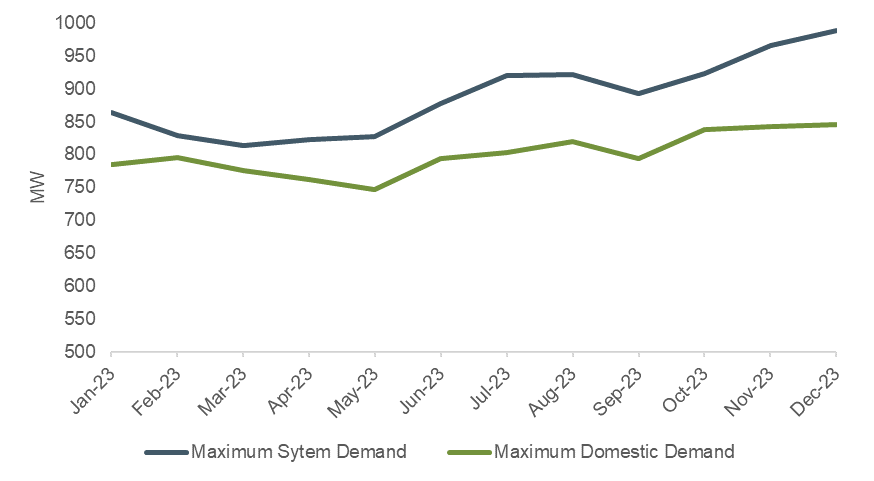 1000
950
900
850
800
750
700
650
600
550
500
MW
Jan-23
Feb-23
Mar-23
Apr-23
May-23
Jun-23
Jul-23
Aug-23
Sep-23
Oct-23
Nov-23
Dec-23
Maximum Sytem Demand
Maximum Domestic Demand